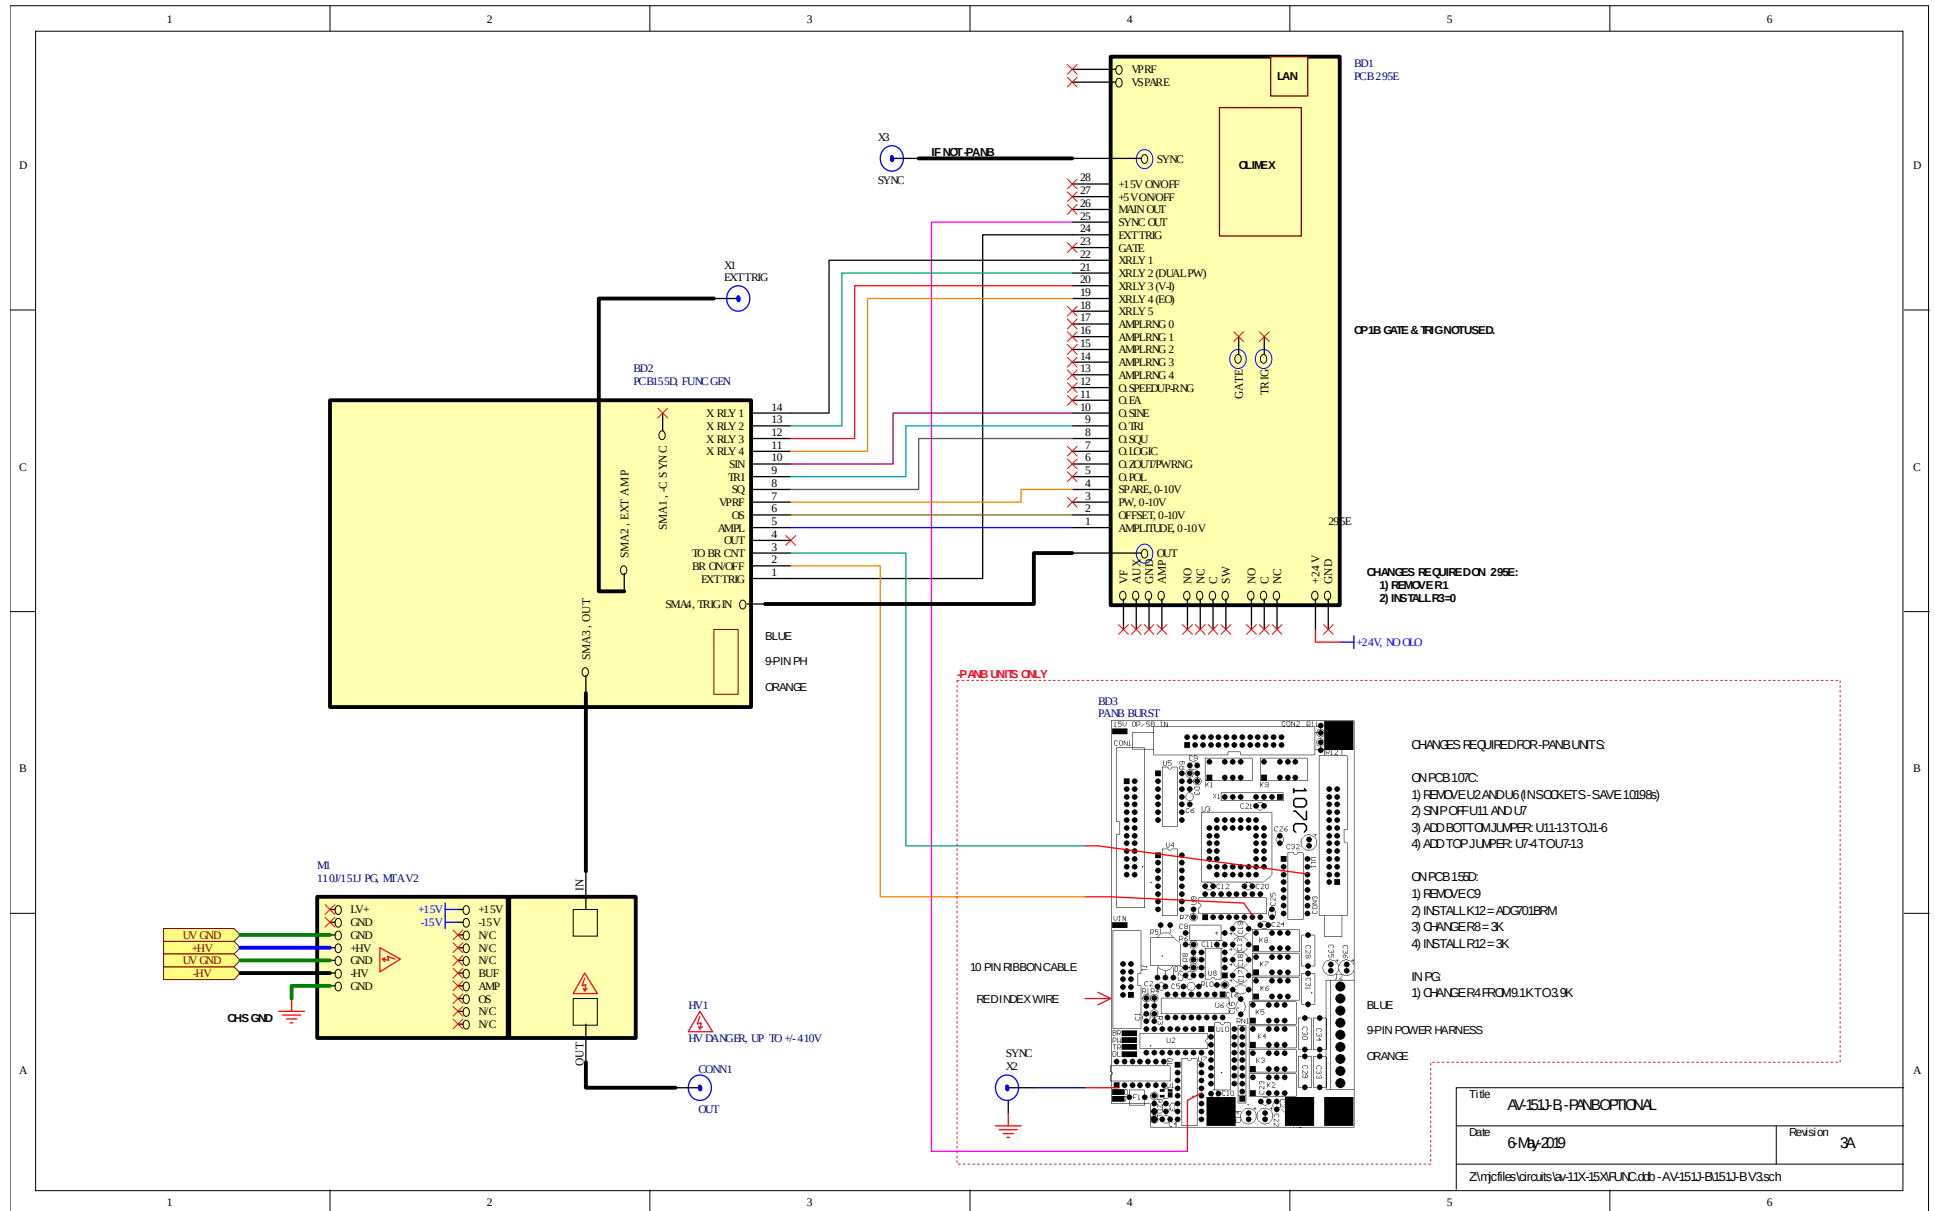 1 2 3 4 5 6
D
C
B
A
D
C
B
A
BD1
PCB 295E
LAN
OLIMEX
VPRF
VSPARE
X3
SYNC
IF NOT -PANB
SYNC
28 +15V ON/OFF
27 +5V ON/OFF
26 MAIN OUT
25 SYNC OUT
24 EXT TRIG
23 GATE
22 XRLY 1
21 XRLY 2 (DUAL PW)
20 XRLY 3 (V-I)
19 XRLY 4 (EO)
18 XRLY 5
17 AMPLRNG 0
16 AMPLRNG 1
15 AMPLRNG 2
14 AMPLRNG 3
13 AMPLRNG 4
12 O.SPEEDUP-RNG
11 O.EA
10 O.SINE
9 O.TRI
8 O.SQU
7 O.LOGIC
6 O.ZOUT/PWRNG
5 O.POL
4 SPARE, 0-10V
3 PW, 0-10V
2 OFFSET, 0-10V
1 AMPLITUDE, 0-10V
OUT
GATE
TRIG
295E
VF
AUX
GND
AMP
NO
NC
C
SW
NO
C
NC
+24V
GND
+24V, NO OLO
OP1B GATE & TRIG NOT USED.
CHANGES REQUIRED ON 295E:
1) REMOVE R1
2) INSTALL R3=0
X1
EXT TRIG
BD2
PCB155D, FUNC GEN
X RLY 1 14
X RLY 2 13
X RLY 3 12
X RLY 4 11
SIN 10
TRI 9
SQ 8
VPRF 7
OS 6
AMPL 5
OUT 4
TO BR CNT 3
BR ON/OFF 2
EXT TRIG 1
SMA4, TRIG IN
SMA1, -C SYNC
SMA2, EXT AMP
SMA3, OUT
BLUE
9-PIN PH
ORANGE
M1
110J/151J PG, MTA V2
LV+
GND
GND
+HV
GND
-HV
GND
+15V +15V
-15V -15V
N/C
N/C
N/C
BUF
AMP
OS
N/C
N/C
IN
OUT
UV GND
+HV
UV GND
-HV
CHS GND
HV1
HV DANGER, UP TO +/- 410V
CONN1
OUT
-PANB UNITS ONLY
BD3
PANB BURST
107C
10 PIN RIBBON CABLE
RED INDEX WIRE
SYNC
X2
BLUE
9-PIN POWER HARNESS
ORANGE
CHANGES REQUIRED FOR -PANB UNITS:
ON PCB 107C:
1) REMOVE U2 AND U6 (IN SOCKETS - SAVE 10198s)
2) SNIP OFF U11 AND U7
3) ADD BOTTOM JUMPER: U11-13 TO J1-6
4) ADD TOP JUMPER: U7-4 TO U7-13
ON PCB 155D:
1) REMOVE C9
2) INSTALL K12 = ADG701BRM
3) CHANGE R8 = 3K
4) INSTALL R12 = 3K
IN PG:
1) CHANGE R4 FROM 9.1K TO 3.9K
Title
AV-151J-B, -PANB OPTIONAL
Date
6-May-2019
Revision
3A
Z:\mjcfiles\circuits\av-11X-15X\FUNC.ddb - AV-151J-B\151J-B V3.sch
1 2 3 4 5 6